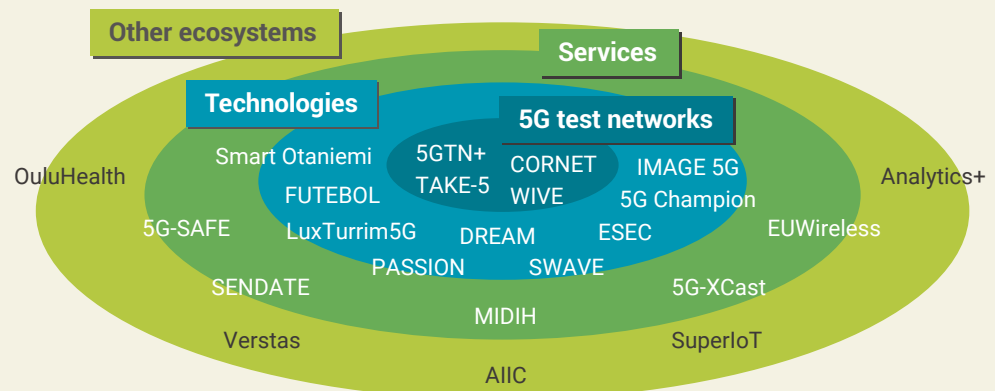 Other ecosystems
Services
Technologies
5G test networks
Smart Otaniemi
5GTN+
CORNET
IMAGE 5G
OuluHealth
Analytics+
TAKE-5
WIVE
FUTEBOL
5G Champion
5G-SAFE
LuxTurrim5G
DREAM
ESEC
EUWireless
PASSION
SWAVE
SENDATE
5G-XCast
MIDIH
Verstas
SuperIoT
AIIC